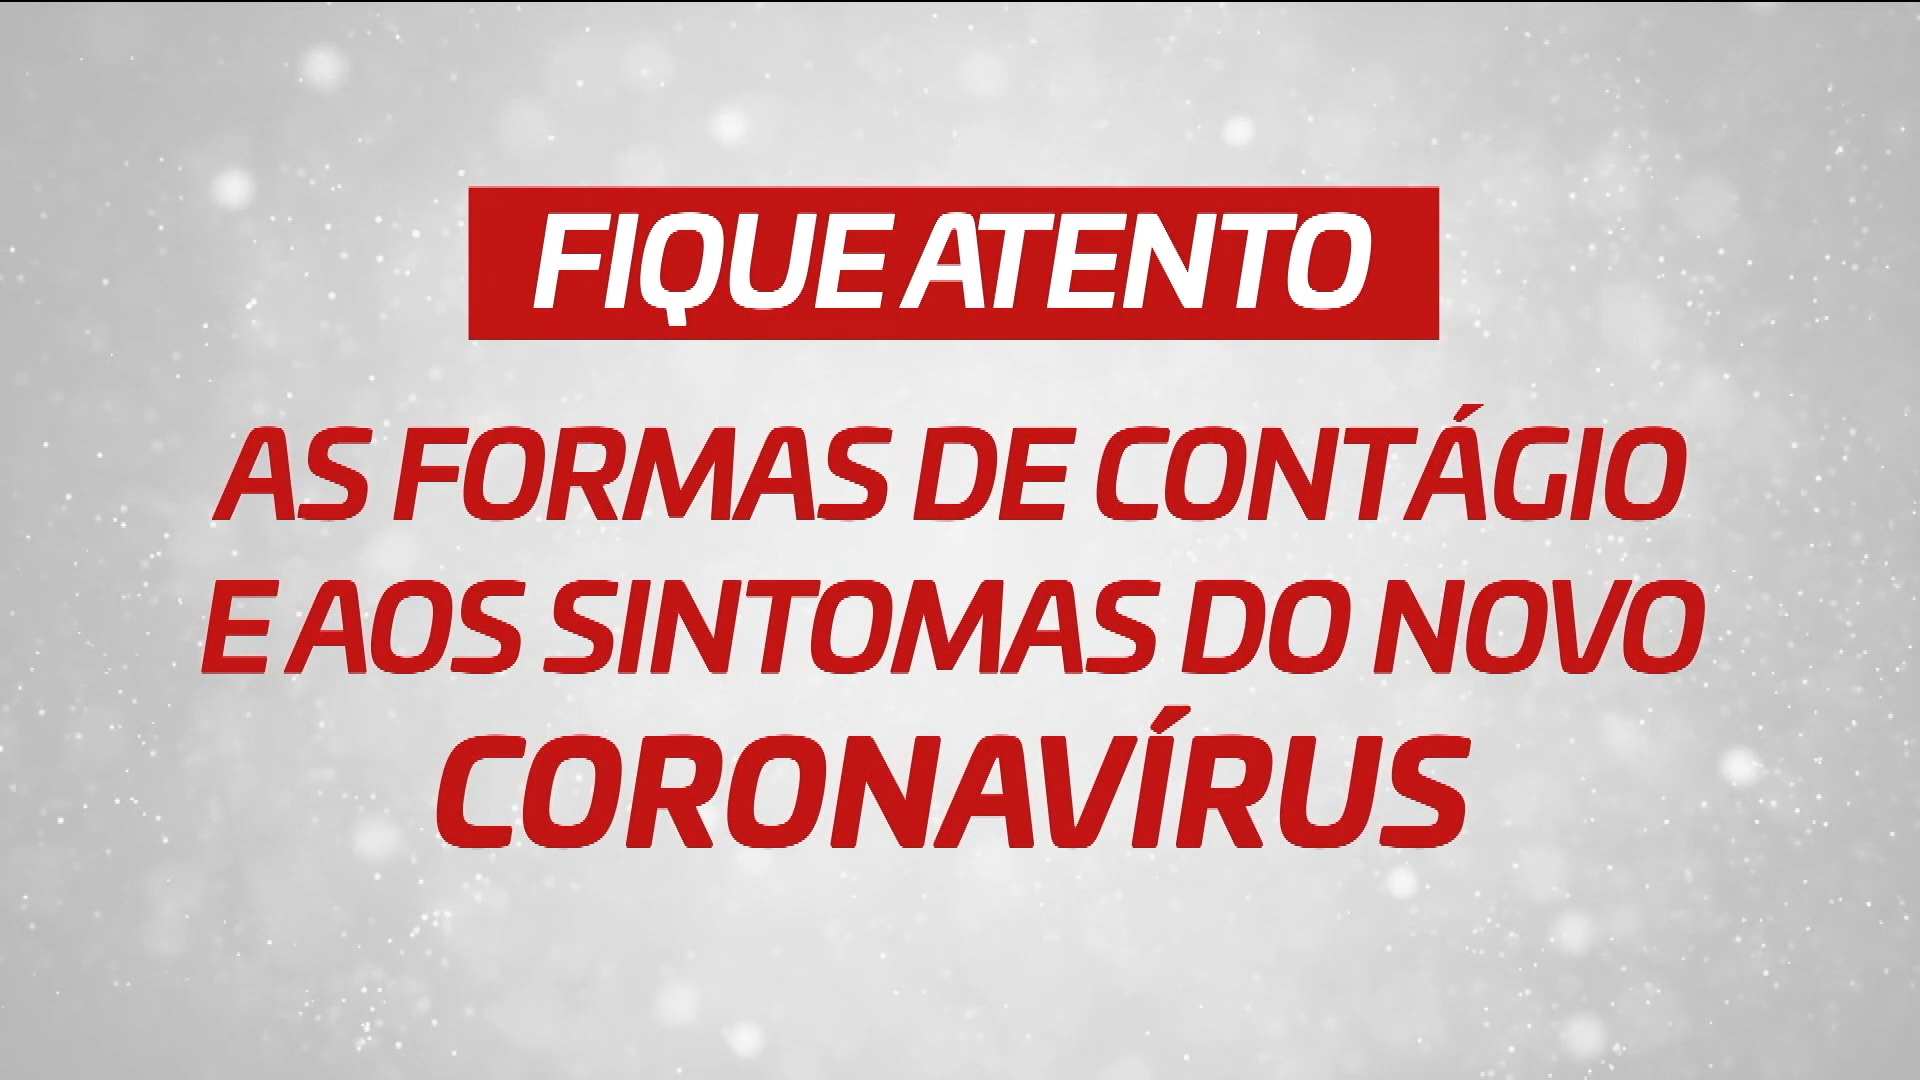 FIQUE ATENTO
AS FORMAS DE CONTÁGIO
E AOS SINTOMAS DO NOVO
CORONAVÍRUS